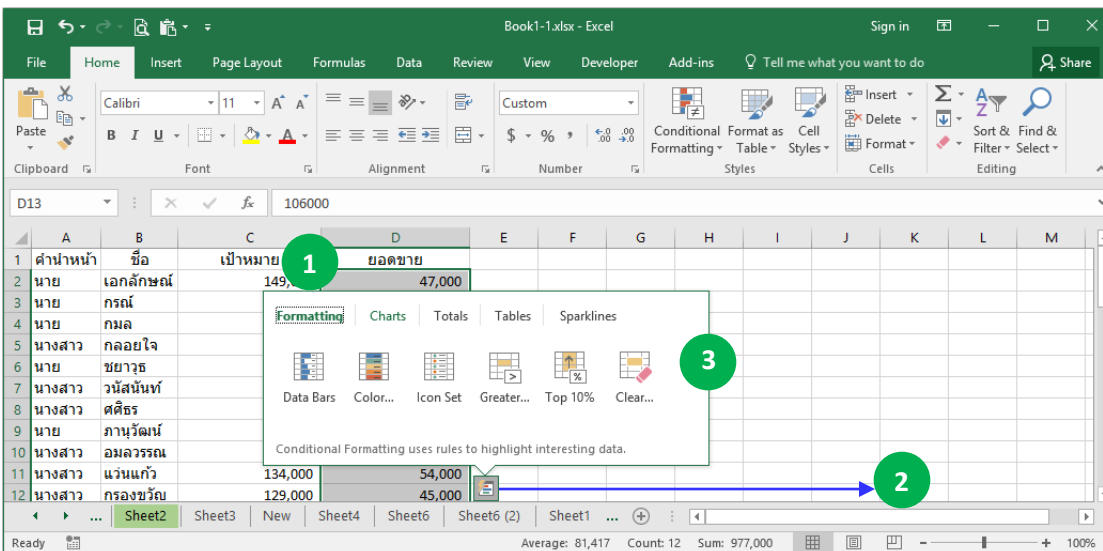 Book1-1.xlsx - Excel Sign in
File Home Insert Page Layout Formulas Data Review View Developer Add-ins Tell me what you want to do Share
Calibri 11 Custom Insert
Paste B I U $ % , Conditional Format as Cell Delete Sort & Find &
Formatting Table Styles Format Filter Select
Clipboard Font Alignment Number Styles Cells Editing
D13 fx 106000
A B C D E F G H I J K L M
1 คำนำหน้า ชื่อ เป้าหมาย 1 ยอดขาย
2 นาย เอกลักษณ์ 47,000
3 นาย กรณ์ Formatting Charts Totals Tables Sparklines
4 นาย กมล
5 นางสาว กลอยใจ
6 นาย ชยาวุธ 3
7 นางสาว วนัสนันท์ Data Bars Color... Icon Set Greater... Top 10% Clear...
8 นางสาว ศศิธร
9 นาย ภานุวัฒน์ Conditional Formatting uses rules to highlight interesting data.
10 นางสาว อมลวรรณ
11 นางสาว แว่นแก้ว 134,000 54,000
12 นางสาว กรองขวัญ 129,000 45,000 2
... Sheet2 Sheet3 New Sheet4 Sheet6 Sheet6 (2) Sheet1 ...
Ready Average: 81,417 Count: 12 Sum: 977,000 100%